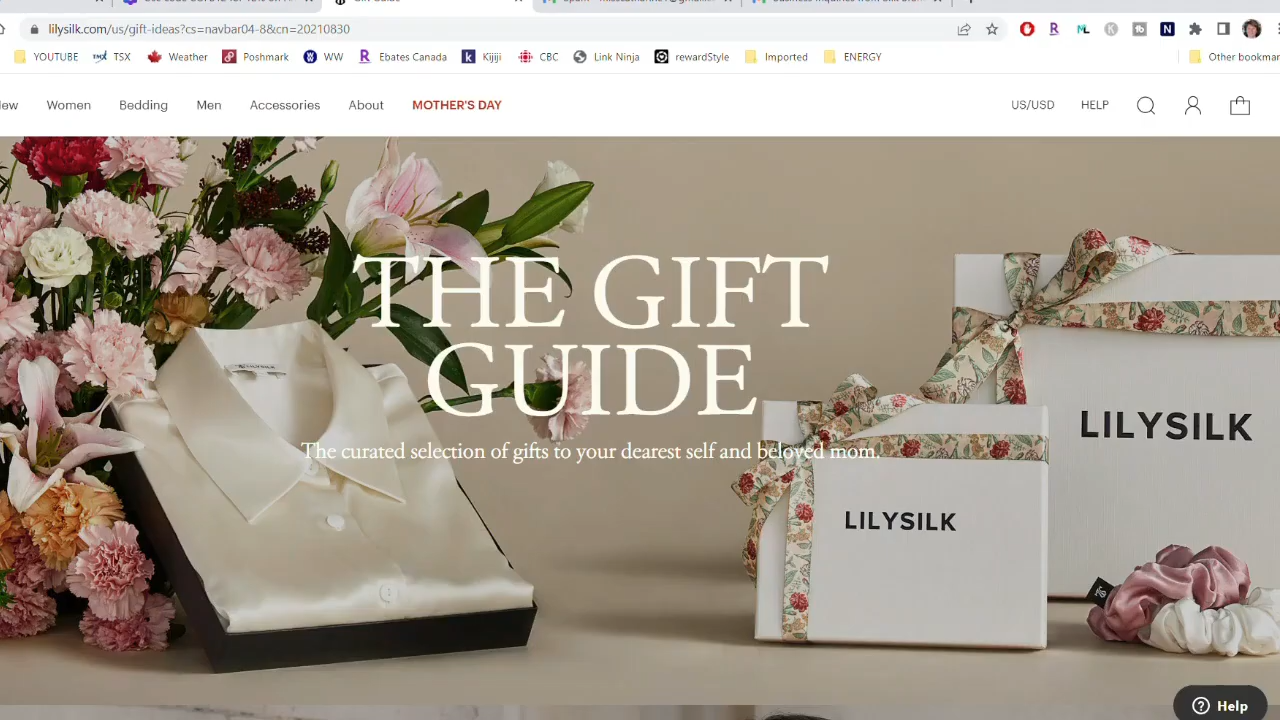 lilysilk.com/us/gift-ideas?cs=navbar04-8&cn=20210830
YOUTUBE TSX Weather Poshmark WW Ebates Canada Kijiji CBC Link Ninja rewardStyle Imported ENERGY Other bookmar
ew Women Bedding Men Accessories About MOTHER'S DAY US/USD HELP
THE GIFT
GUIDE
The curated selection of gifts to your dearest self and beloved mom.
LILYSILK
LILYSILK
LILYSILK
Help